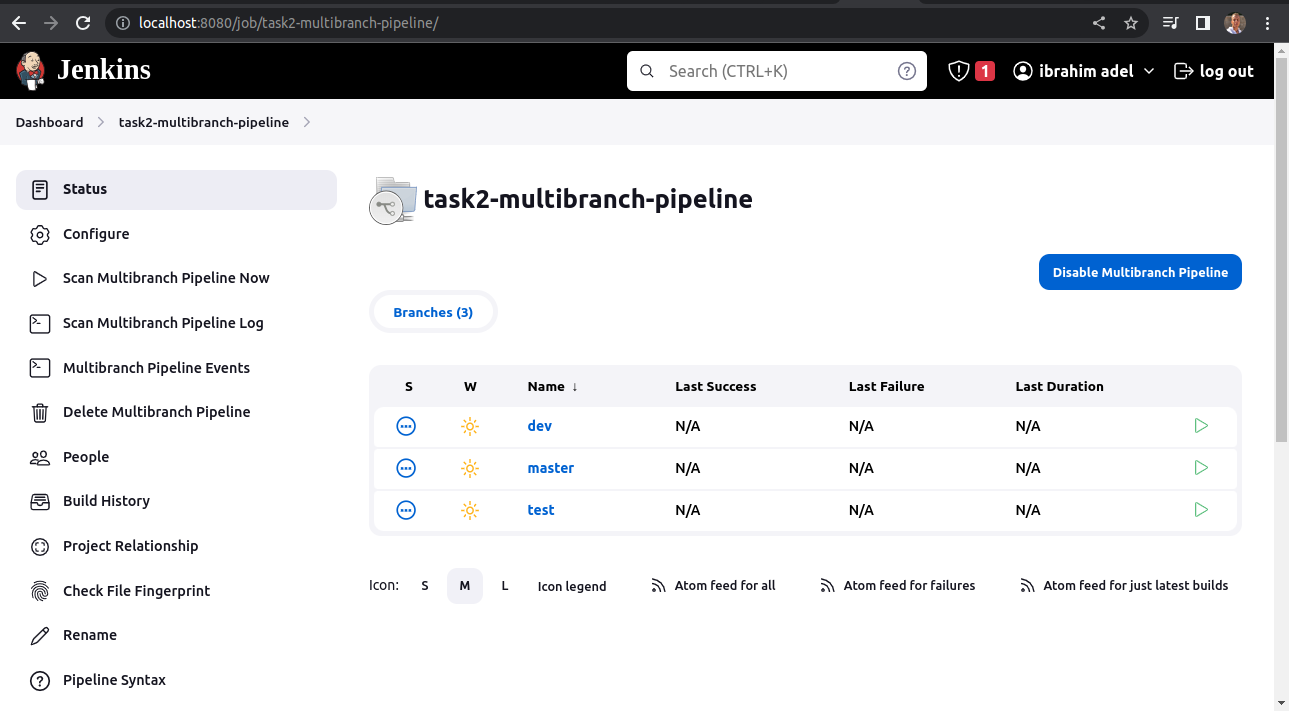 localhost:8080/job/task2-multibranch-pipeline/
Jenkins
Search (CTRL+K)
1
ibrahim adel
log out
Dashboard
task2-multibranch-pipeline
Status
Configure
Scan Multibranch Pipeline Now
Scan Multibranch Pipeline Log
Multibranch Pipeline Events
Delete Multibranch Pipeline
People
Build History
Project Relationship
Check File Fingerprint
Rename
Pipeline Syntax
task2-multibranch-pipeline
Disable Multibranch Pipeline
Branches (3)
S W Name ↓ Last Success Last Failure Last Duration
dev N/A N/A N/A
master N/A N/A N/A
test N/A N/A N/A
Icon: S M L Icon legend Atom feed for all Atom feed for failures Atom feed for just latest builds